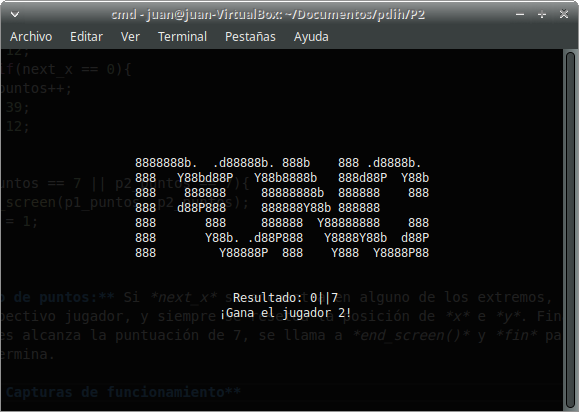 cmd - juan@juan-VirtualBox: ~/Documentos/pdih/P2
Archivo Editar Ver Terminal Pestañas Ayuda
12;
if(next_x == 0){
puntos++;
39;
12;
8888888b.  .d88888b. 888b    888 .d8888b.
888   Y88bd88P   Y88b8888b   888d88P  Y88b
888    888888     88888888b  888888    888
888   d88P888     888888Y88b 888888
888       888     888888 Y88888888    888
888       Y88b. .d88P888   Y8888Y88b  d88P
888         Y88888P  888    Y888  Y8888P88
untos == 7 || p2
_screen(p1
= 1;
de puntos:** Si *next_x* en alguno de los extremos,
Resultado: 0||7
pectivo jugador, y siempre posición de *x* e *y*. Fin
¡Gana el jugador 2!
es alcanza la puntuación de 7, se llama a *end_screen()* y *fin* pa
ermina.
Capturas de funcionamiento**